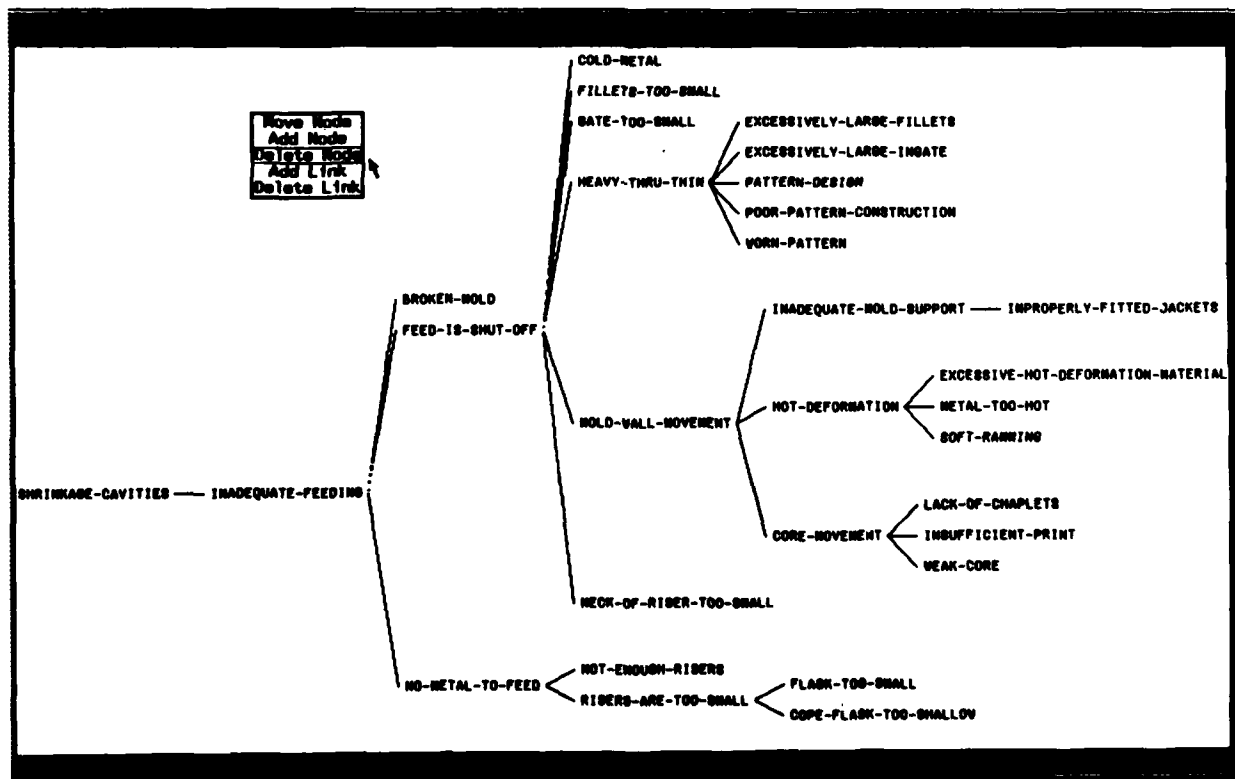 COLD-METAL
FILLETS-TOO-SMALL
Move Node
GATE-TOO-SMALL
EXCESSIVELY-LARGE-FILLETS
Add Node
Delete Node
EXCESSIVELY-LARGE-INGATE
Add Link
HEAVY-THRU-THIN
PATTERN-DESIGN
Delete Link
POOR-PATTERN-CONSTRUCTION
WORN-PATTERN
BROKEN-MOLD
INADEQUATE-MOLD-SUPPORT
IMPROPERLY-FITTED-JACKETS
FEED-IS-SHUT-OFF
EXCESSIVE-HOT-DEFORMATION-MATERIAL
HOT-DEFORMATION
METAL-TOO-HOT
MOLD-WALL-MOVEMENT
SOFT-RAMMING
SHRINKAGE-CAVITIES
INADEQUATE-FEEDING
LACK-OF-CHAPLETS
CORE-MOVEMENT
INSUFFICIENT-PRINT
WEAK-CORE
NECK-OF-RISER-TOO-SMALL
NOT-ENOUGH-RISERS
NO-METAL-TO-FEED
FLASK-TOO-SMALL
RISERS-ARE-TOO-SMALL
COPE-FLASK-TOO-SHALLOW